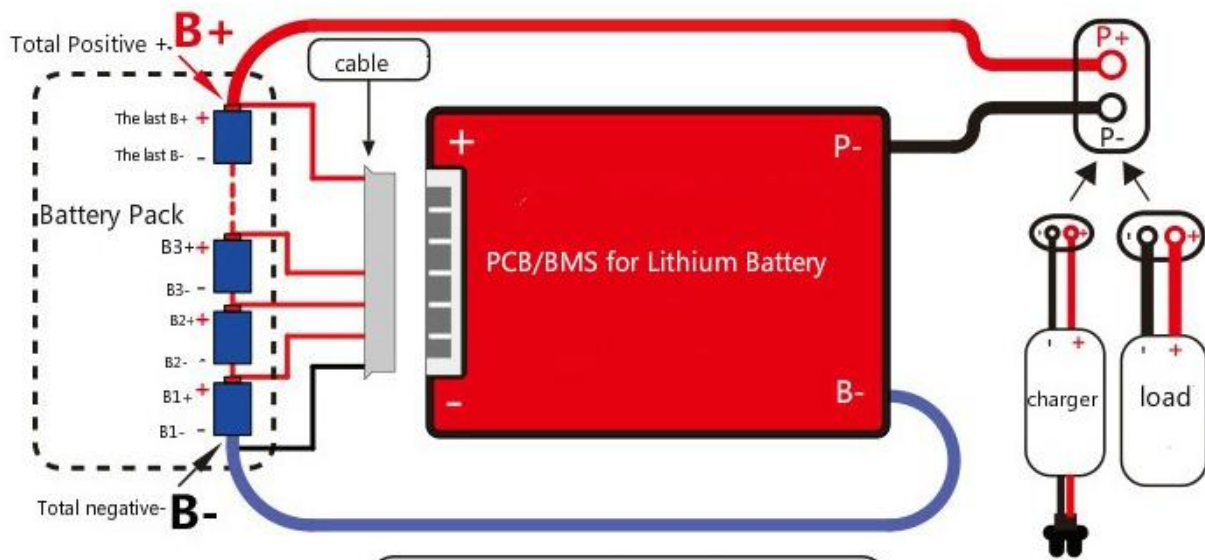 Total Positive +
B+
cable
P+
P-
The last B+ +
The last B- -
+
P-
Battery Pack
B3+ +
B3- -
PCB/BMS for Lithium Battery
B2+ +
B2- -
B1+ +
B1- -
B-
-
- +
- +
- +
- +
charger
load
Total negative-
B-